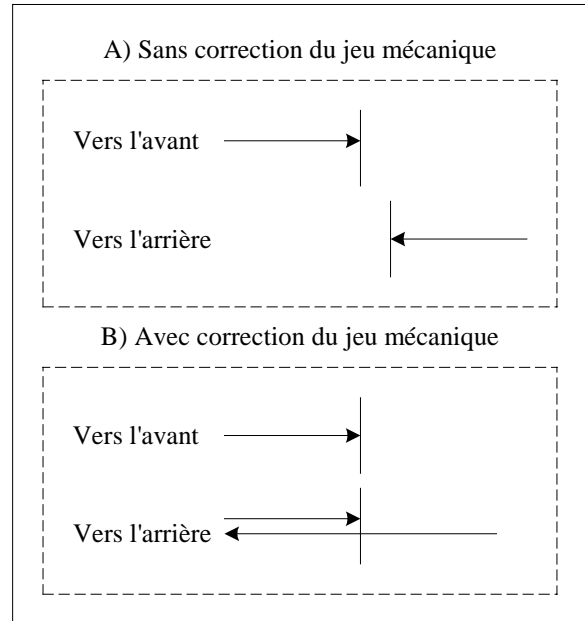 A) Sans correction du jeu mécanique
Vers l'avant
Vers l'arrière
B) Avec correction du jeu mécanique
Vers l'avant
Vers l'arrière